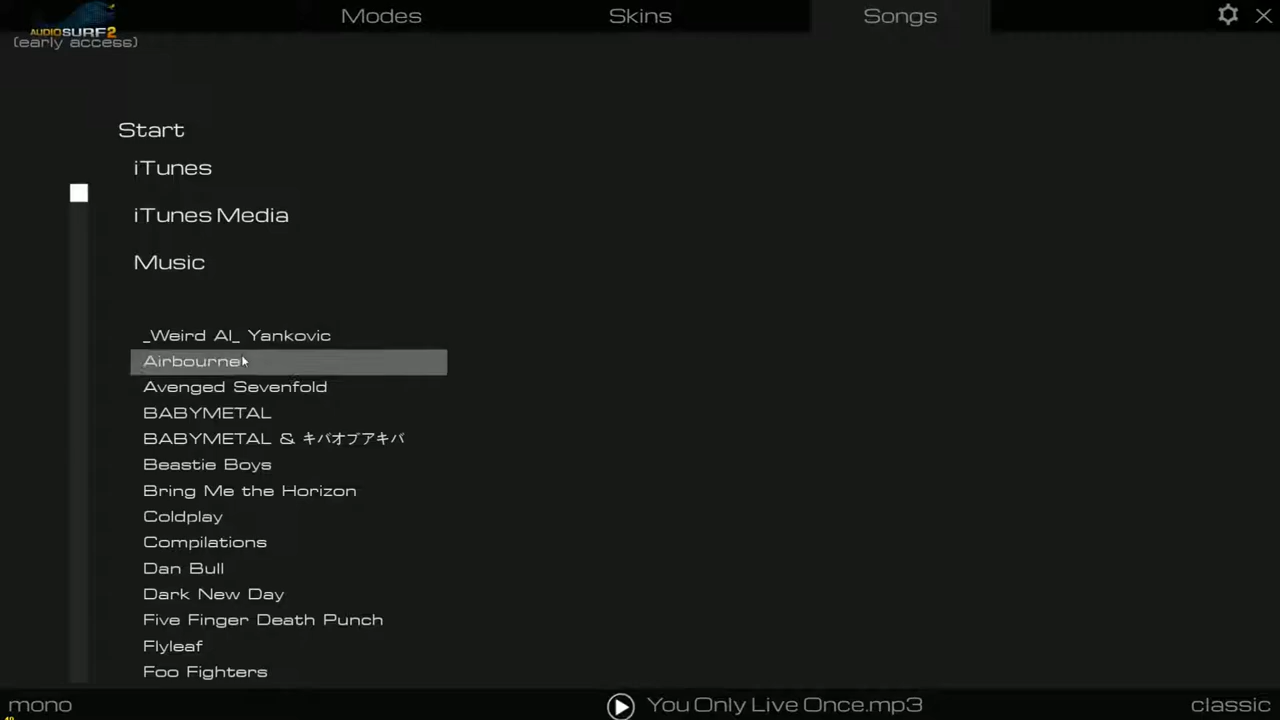 Modes Skins Songs
AUDIOSURF2
(early access)
Start
iTunes
iTunes Media
Music
_Weird Al_ Yankovic
Airbourne
Avenged Sevenfold
BABYMETAL
BABYMETAL & キバオブアキバ
Beastie Boys
Bring Me the Horizon
Coldplay
Compilations
Dan Bull
Dark New Day
Five Finger Death Punch
Flyleaf
Foo Fighters
mono You Only Live Once.mp3 classic